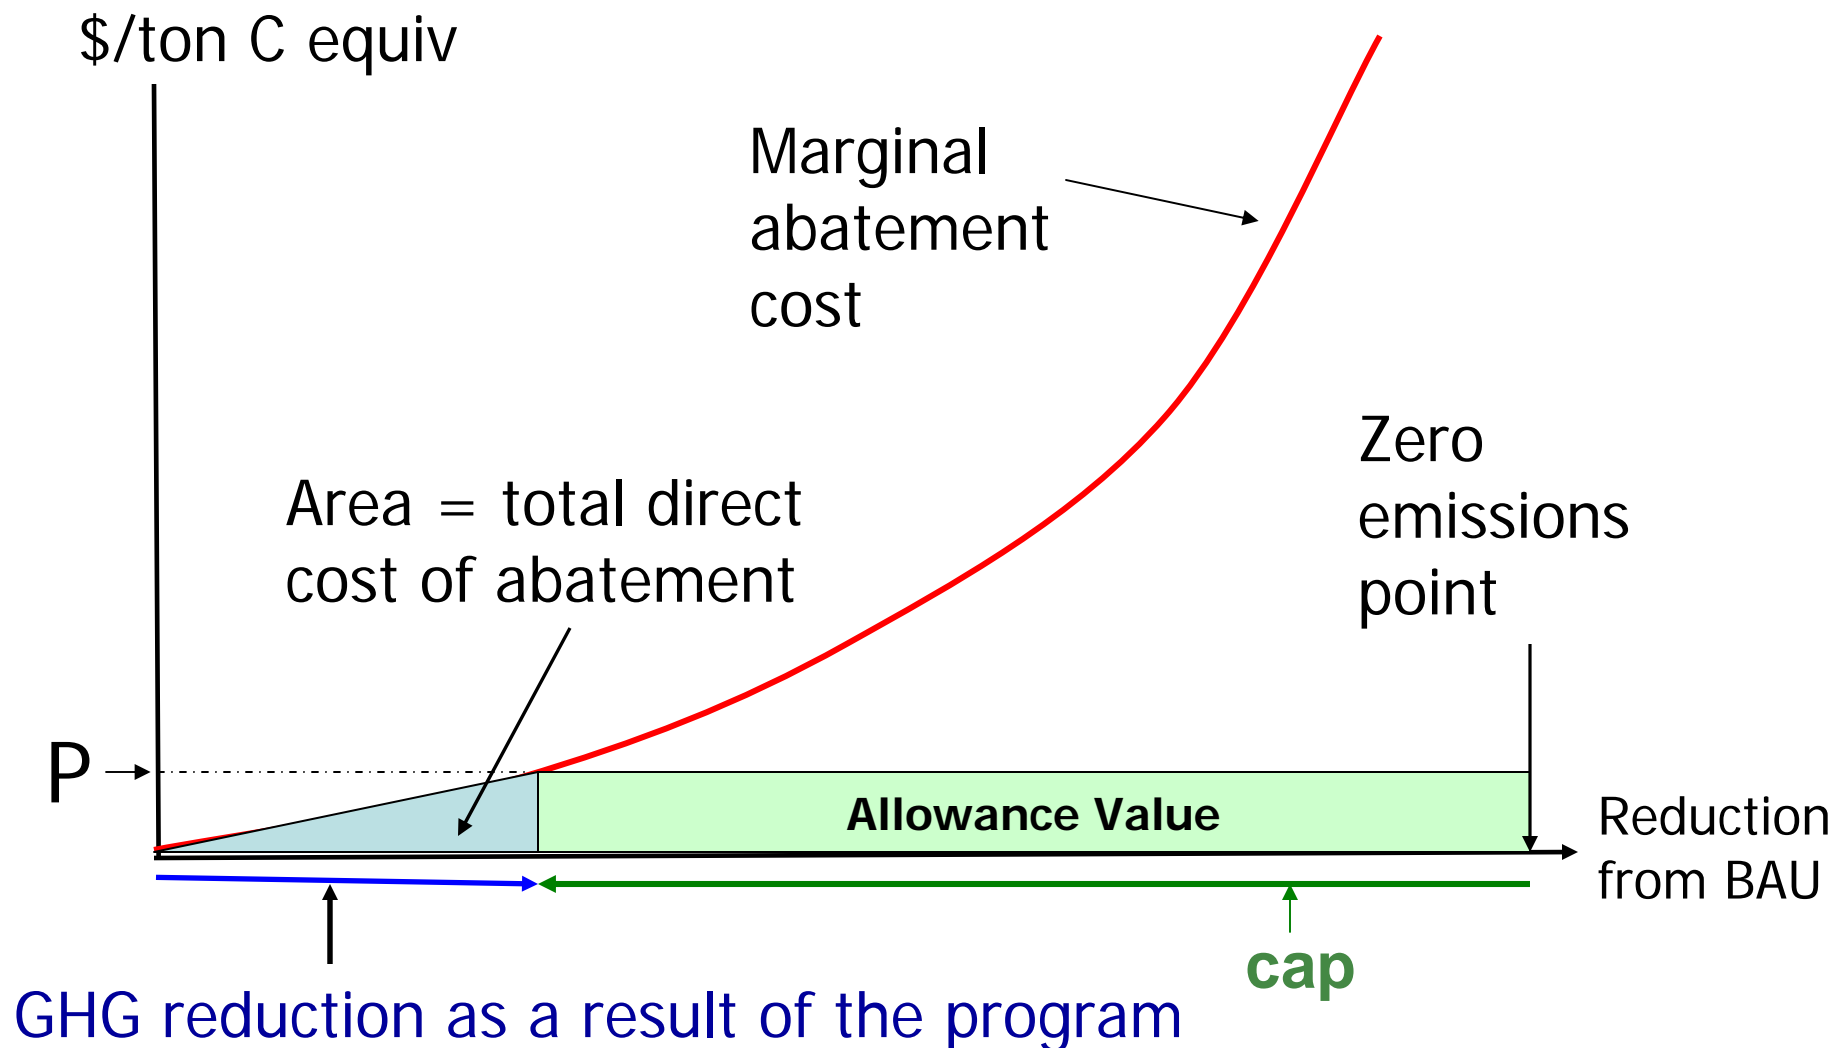 $/ton C equiv
Marginal
abatement
cost
Zero
emissions
point
Area = total direct
cost of abatement
P
Allowance Value
Reduction
from BAU
cap
GHG reduction as a result of the program